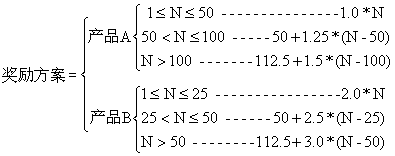 1≤N≤50 ---------------1.0*N
产品A 50<N≤100 -----50+1.25*(N-50)
N>100 ------112.5+1.5*(N-100)
奖励方案=
1≤N≤25 ----------------2.0*N
产品B 25<N≤50 ------50+2.5*(N-25)
N>50 -------112.5+3.0*(N-50)